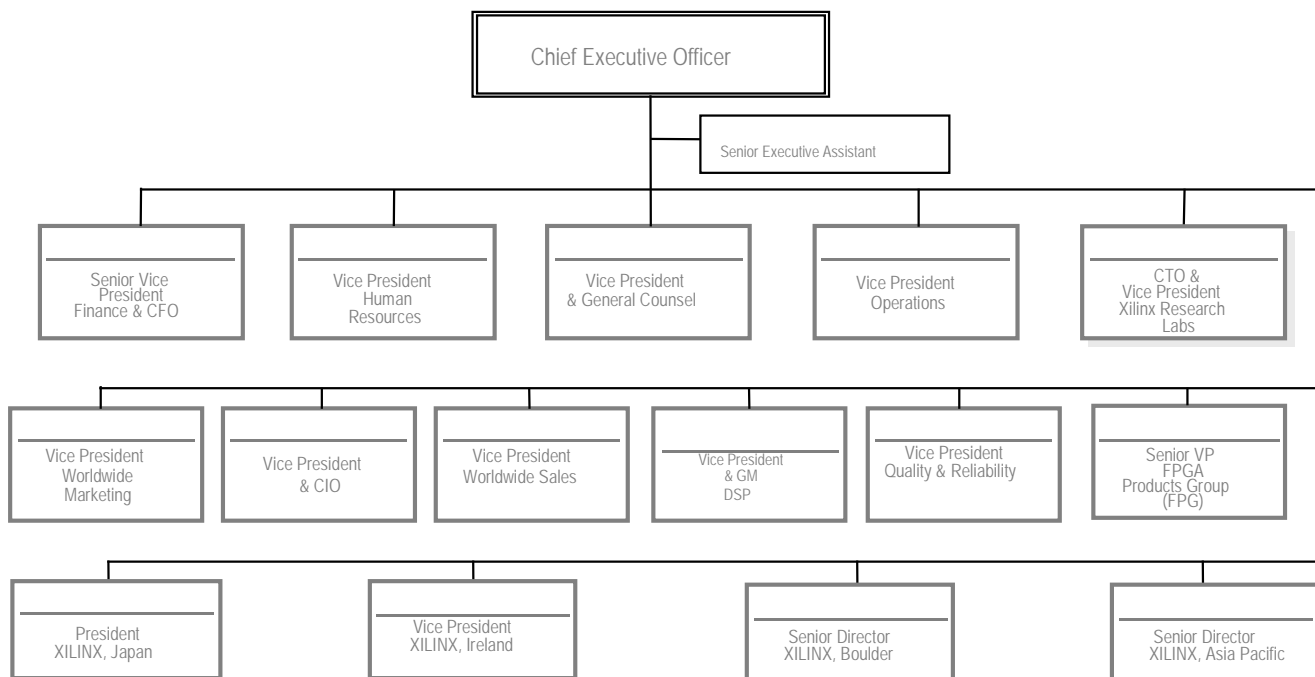 Chief Executive Officer
Senior Executive Assistant
Senior Vice
President
Finance & CFO
Vice President
Human
Resources
Vice President
& General Counsel
Vice President
Operations
CTO &
Vice President
Xilinx Research
Labs
Vice President
Worldwide
Marketing
Vice President
& CIO
Vice President
Worldwide Sales
Vice President
& GM
DSP
Vice President
Quality & Reliability
Senior VP
FPGA
Products Group
(FPG)
President
XILINX, Japan
Vice President
XILINX, Ireland
Senior Director
XILINX, Boulder
Senior Director
XILINX, Asia Pacific